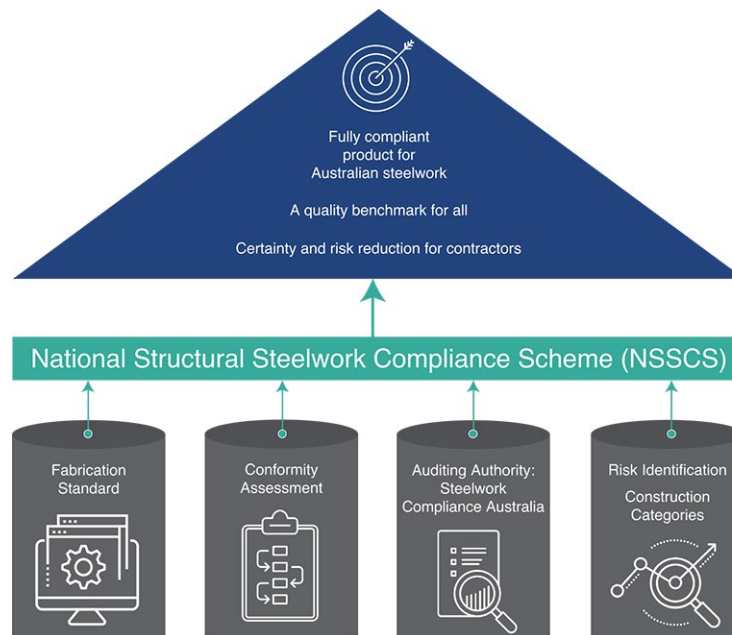 Fully compliant
product for
Australian steelwork
A quality benchmark for all
Certainty and risk reduction for contractors
National Structural Steelwork Compliance Scheme (NSSCS)
Fabrication
Standard
Conformity
Assessment
Auditing Authority:
Steelwork
Compliance Australia
Risk Identification
Construction
Categories